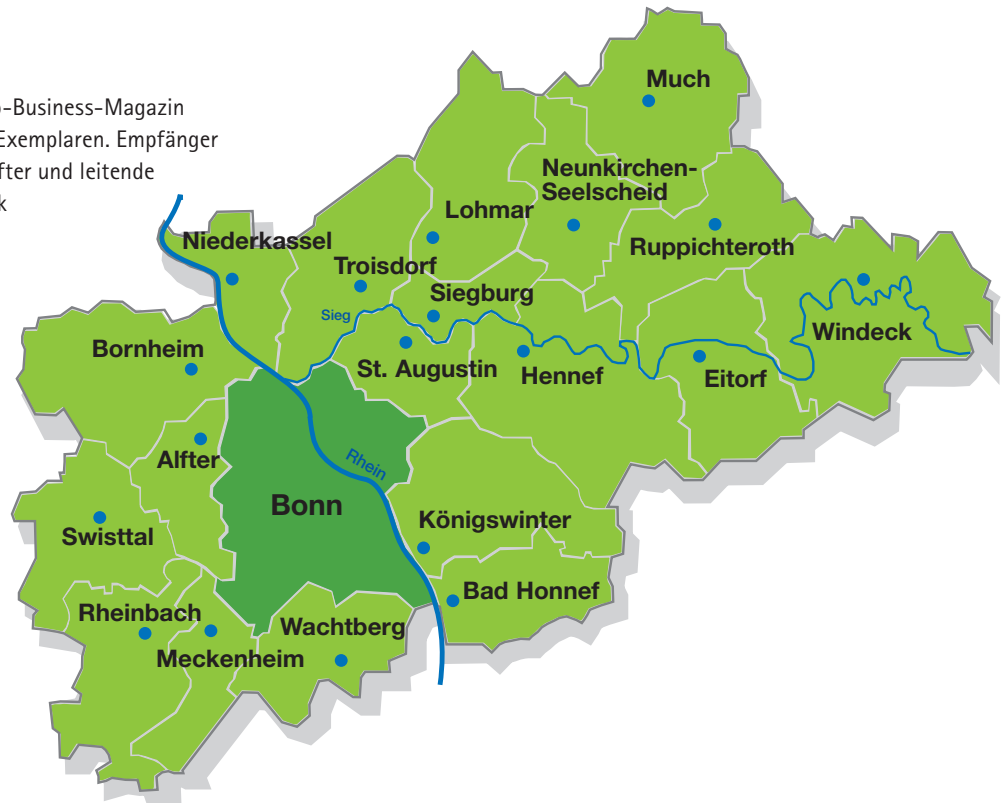 -Business-Magazin
Exemplaren. Empfänger
fter und leitende
k
Much
Neunkirchen-
Seelscheid
Lohmar
Ruppichteroth
Niederkassel
Troisdorf
Siegburg
Sieg
Windeck
Bornheim
St. Augustin
Hennef
Eitorf
Alfter
Rhein
Bonn
Königswinter
Swisttal
Bad Honnef
Rheinbach
Wachtberg
Meckenheim